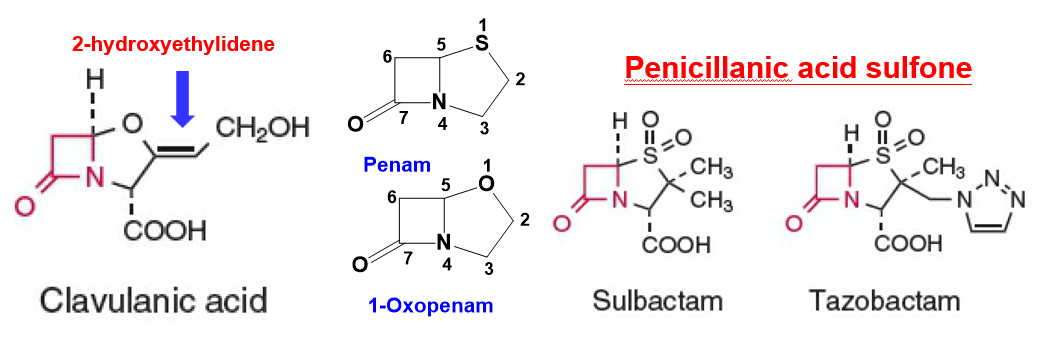 2-hydroxyethylidene
H
O
CH2OH
N
O
COOH
Clavulanic acid
1
S
5
6
2
N
O
7
4
3
Penam
1
O
5
6
2
N
O
7
4
3
1-Oxopenam
Penicillanic acid sulfone
H
O
O
S
CH3
CH3
N
O
COOH
Sulbactam
H
O
O
S
CH3
N
N
N
N
O
COOH
Tazobactam